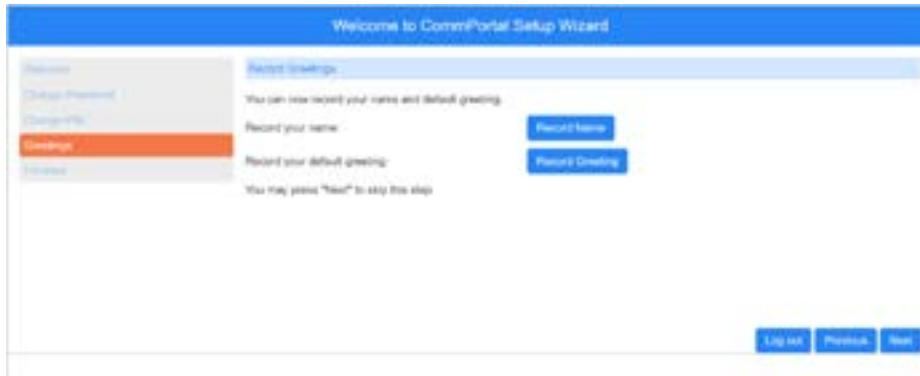 Welcome to CommPortal Setup Wizard
Welcome
Change Password
Change PIN
Greetings
Finished
Record Greetings
You can now record your name and default greeting.
Record your name:
Record Name
Record your default greeting:
Record Greeting
You may press "Next" to skip this step.
Log out
Previous
Next